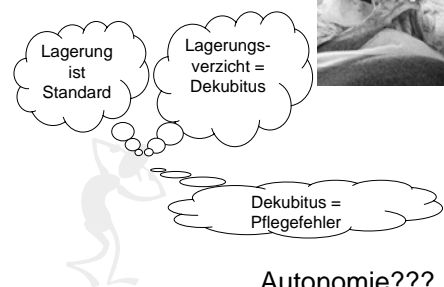 Lagerung
ist
Standard
Lagerungs-
verzicht =
Dekubitus
Dekubitus =
Pflegefehler
Autonomie???